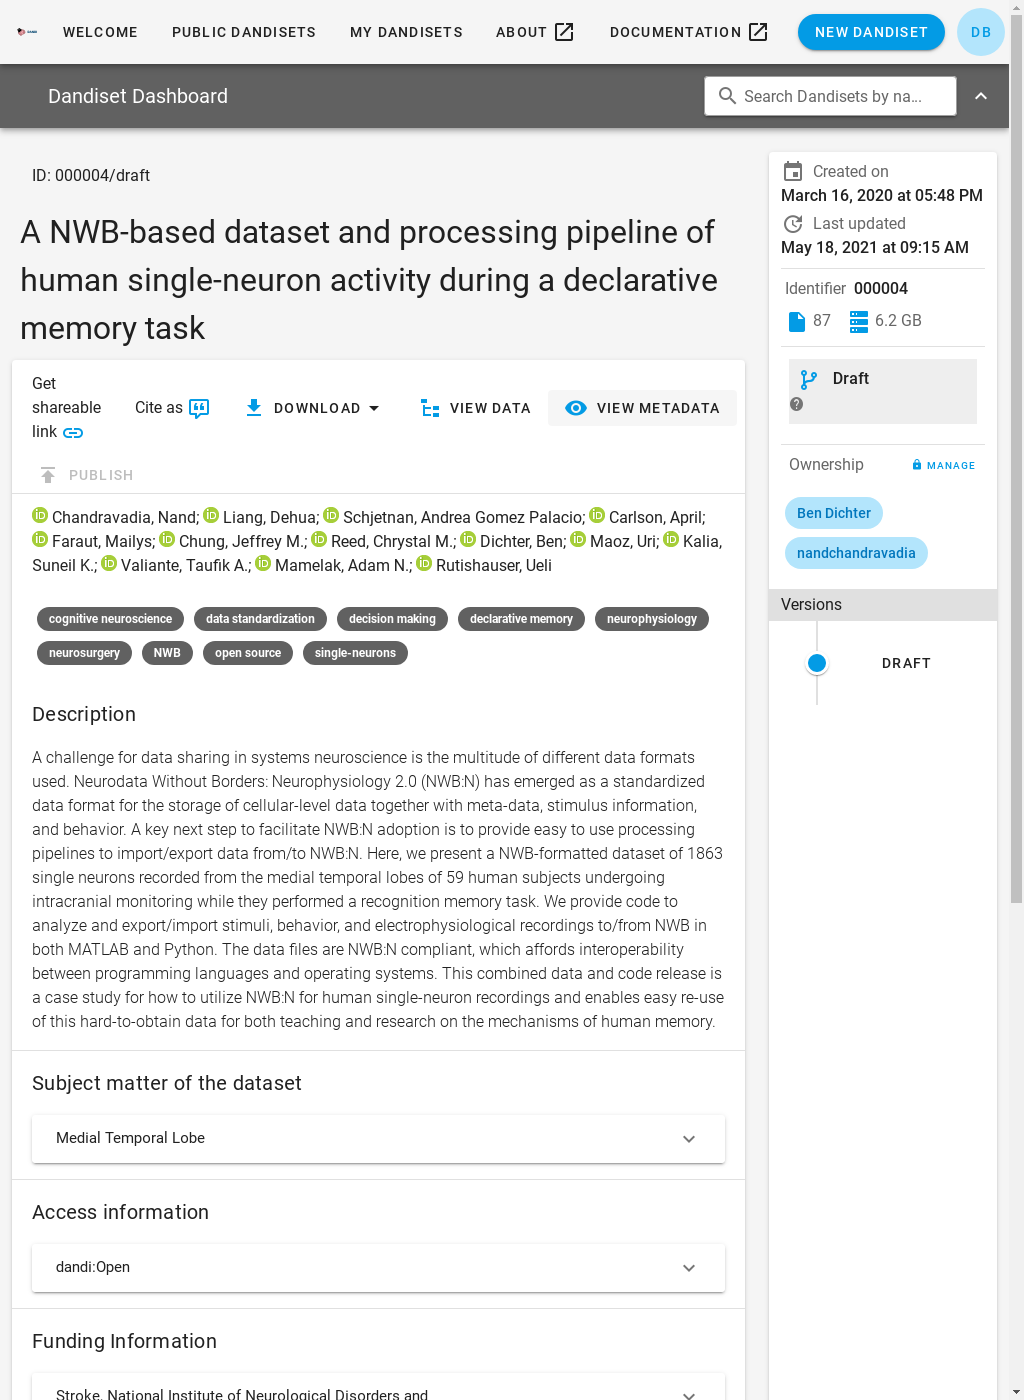 WELCOME PUBLIC DANDISETS MY DANDISETS ABOUT DOCUMENTATION NEW DANDISET DB
Dandiset Dashboard Search Dandisets by na...
ID: 000004/draft
A NWB-based dataset and processing pipeline of
human single-neuron activity during a declarative
memory task
Get
shareable
link
Cite as DOWNLOAD VIEW DATA VIEW METADATA
PUBLISH
Chandravadia, Nand; Liang, Dehua; Schjetnan, Andrea Gomez Palacio; Carlson, April;
Faraut, Mailys; Chung, Jeffrey M.; Reed, Chrystal M.; Dichter, Ben; Maoz, Uri; Kalia,
Suneil K.; Valiante, Taufik A.; Mamelak, Adam N.; Rutishauser, Ueli
cognitive neuroscience data standardization decision making declarative memory neurophysiology
neurosurgery NWB open source single-neurons
Description
A challenge for data sharing in systems neuroscience is the multitude of different data formats
used. Neurodata Without Borders: Neurophysiology 2.0 (NWB:N) has emerged as a standardized
data format for the storage of cellular-level data together with meta-data, stimulus information,
and behavior. A key next step to facilitate NWB:N adoption is to provide easy to use processing
pipelines to import/export data from/to NWB:N. Here, we present a NWB-formatted dataset of 1863
single neurons recorded from the medial temporal lobes of 59 human subjects undergoing
intracranial monitoring while they performed a recognition memory task. We provide code to
analyze and export/import stimuli, behavior, and electrophysiological recordings to/from NWB in
both MATLAB and Python. The data files are NWB:N compliant, which affords interoperability
between programming languages and operating systems. This combined data and code release is
a case study for how to utilize NWB:N for human single-neuron recordings and enables easy re-use
of this hard-to-obtain data for both teaching and research on the mechanisms of human memory.
Subject matter of the dataset
Medial Temporal Lobe
Access information
dandi:Open
Funding Information
Stroke, National Institute of Neurological Disorders and
Created on
March 16, 2020 at 05:48 PM
Last updated
May 18, 2021 at 09:15 AM
Identifier 000004
87 6.2 GB
Draft
Ownership MANAGE
Ben Dichter
nandchandravadia
Versions
DRAFT